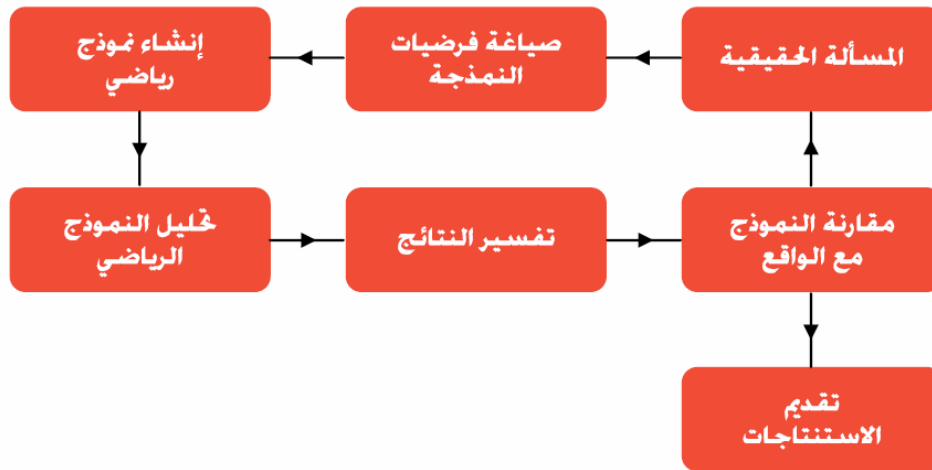 المسألة الحقيقية
صياغة فرضيات
النمذجة
إنشاء نموذج
رياضي
تحليل النموذج
الرياضي
تفسير النتائج
مقارنة النموذج
مع الواقع
تقديم
الاستنتاجات